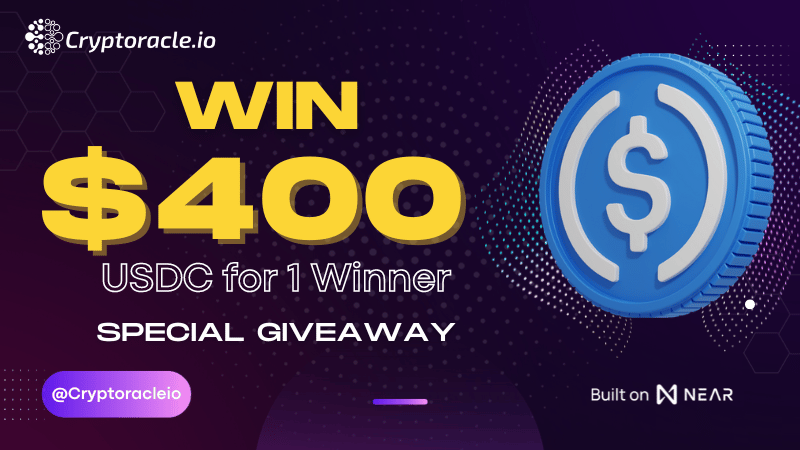 Cryptoracle.io
WIN
$400
USDC for 1 Winner
SPECIAL GIVEAWAY
@Cryptoracleio
Built on NEAR
$